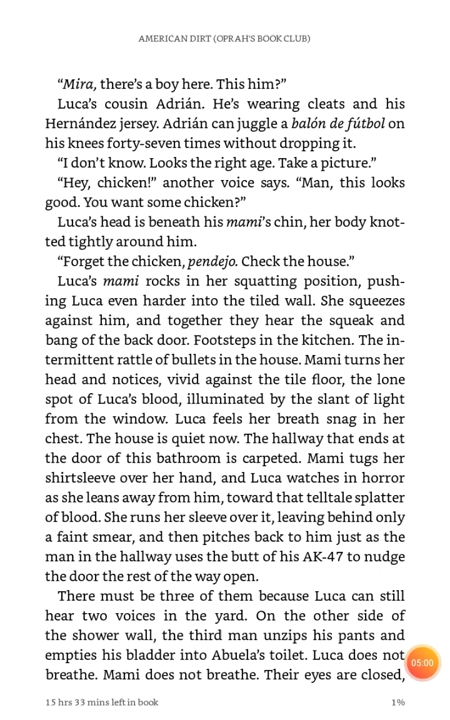 AMERICAN DIRT (OPRAH'S BOOK CLUB)
“Mira, there’s a boy here. This him?”
Luca’s cousin Adrián. He’s wearing cleats and his
Hernández jersey. Adrián can juggle a balón de fútbol on
his knees forty-seven times without dropping it.
“I don’t know. Looks the right age. Take a picture.”
“Hey, chicken!” another voice says. “Man, this looks
good. You want some chicken?”
Luca’s head is beneath his mami’s chin, her body knot-
ted tightly around him.
“Forget the chicken, pendejo. Check the house.”
Luca’s mami rocks in her squatting position, push-
ing Luca even harder into the tiled wall. She squeezes
against him, and together they hear the squeak and
bang of the back door. Footsteps in the kitchen. The in-
termittent rattle of bullets in the house. Mami turns her
head and notices, vivid against the tile floor, the lone
spot of Luca’s blood, illuminated by the slant of light
from the window. Luca feels her breath snag in her
chest. The house is quiet now. The hallway that ends at
the door of this bathroom is carpeted. Mami tugs her
shirtsleeve over her hand, and Luca watches in horror
as she leans away from him, toward that telltale splatter
of blood. She runs her sleeve over it, leaving behind only
a faint smear, and then pitches back to him just as the
man in the hallway uses the butt of his AK-47 to nudge
the door the rest of the way open.
There must be three of them because Luca can still
hear two voices in the yard. On the other side of
the shower wall, the third man unzips his pants and
empties his bladder into Abuela’s toilet. Luca does not
breathe. Mami does not breathe. Their eyes are closed,
05:00
15 hrs 33 mins left in book
1%